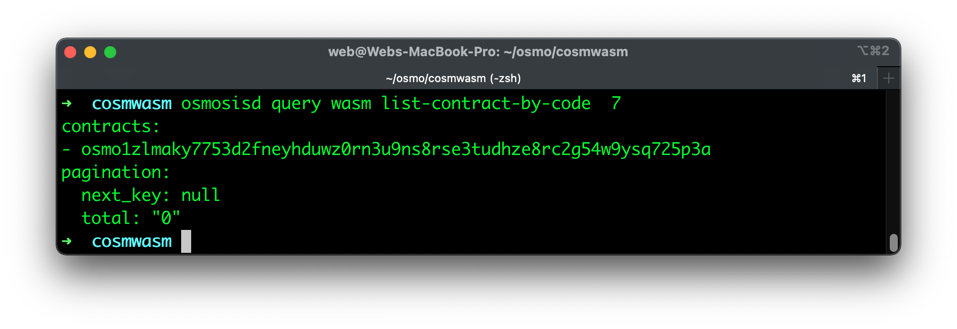 web@Webs-MacBook-Pro: ~/osmo/cosmwasm
⌥⌘2
~/osmo/cosmwasm (-zsh)
⌘1
+
➜ cosmwasm osmosisd query wasm list-contract-by-code  7
contracts:
- osmo1zlmaky7753d2fneyhduwz0rn3u9ns8rse3tudhze8rc2g54w9ysq725p3a
pagination:
  next_key: null
  total: "0"
➜ cosmwasm